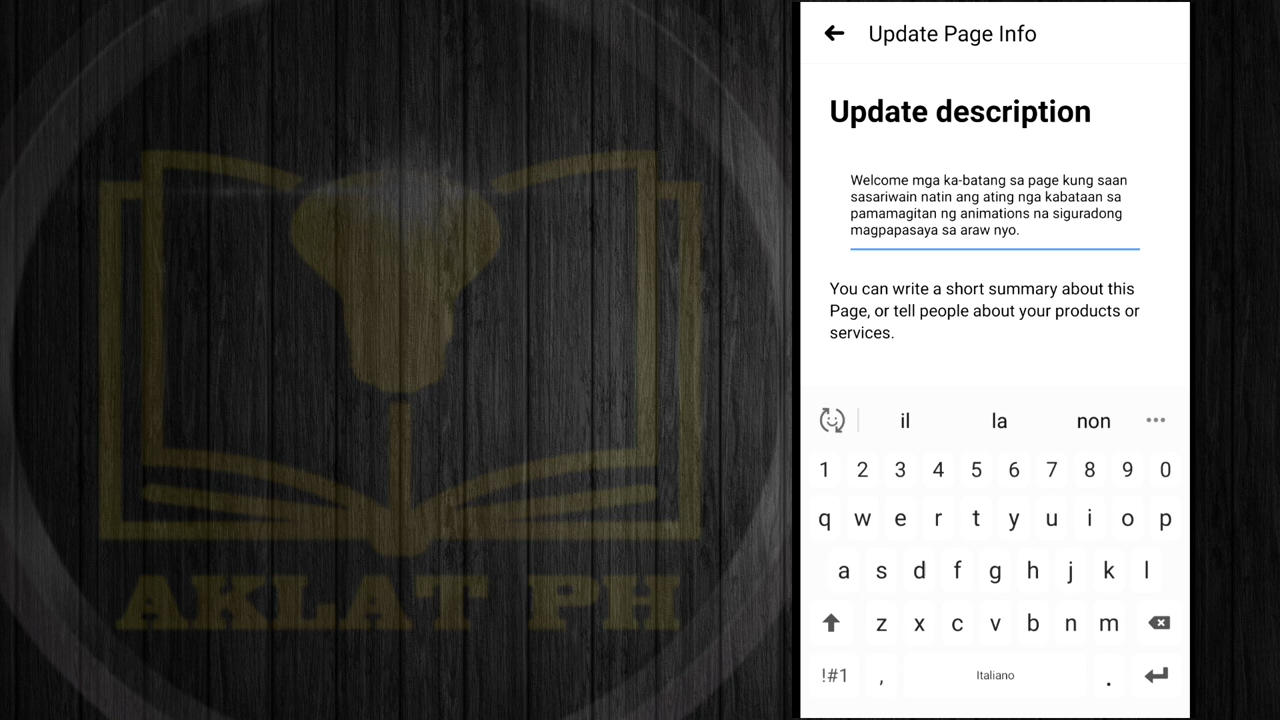 AKLAT PH
Update Page Info
Update description
Welcome mga ka-batang sa page kung saan
sasariwain natin ang ating nga kabataan sa
pamamagitan ng animations na siguradong
magpapasaya sa araw nyo.
You can write a short summary about this
Page, or tell people about your products or
services.
il la non
1 2 3 4 5 6 7 8 9 0
q w e r t y u i o p
a s d f g h j k l
z x c v b n m
!#1 , Italiano .